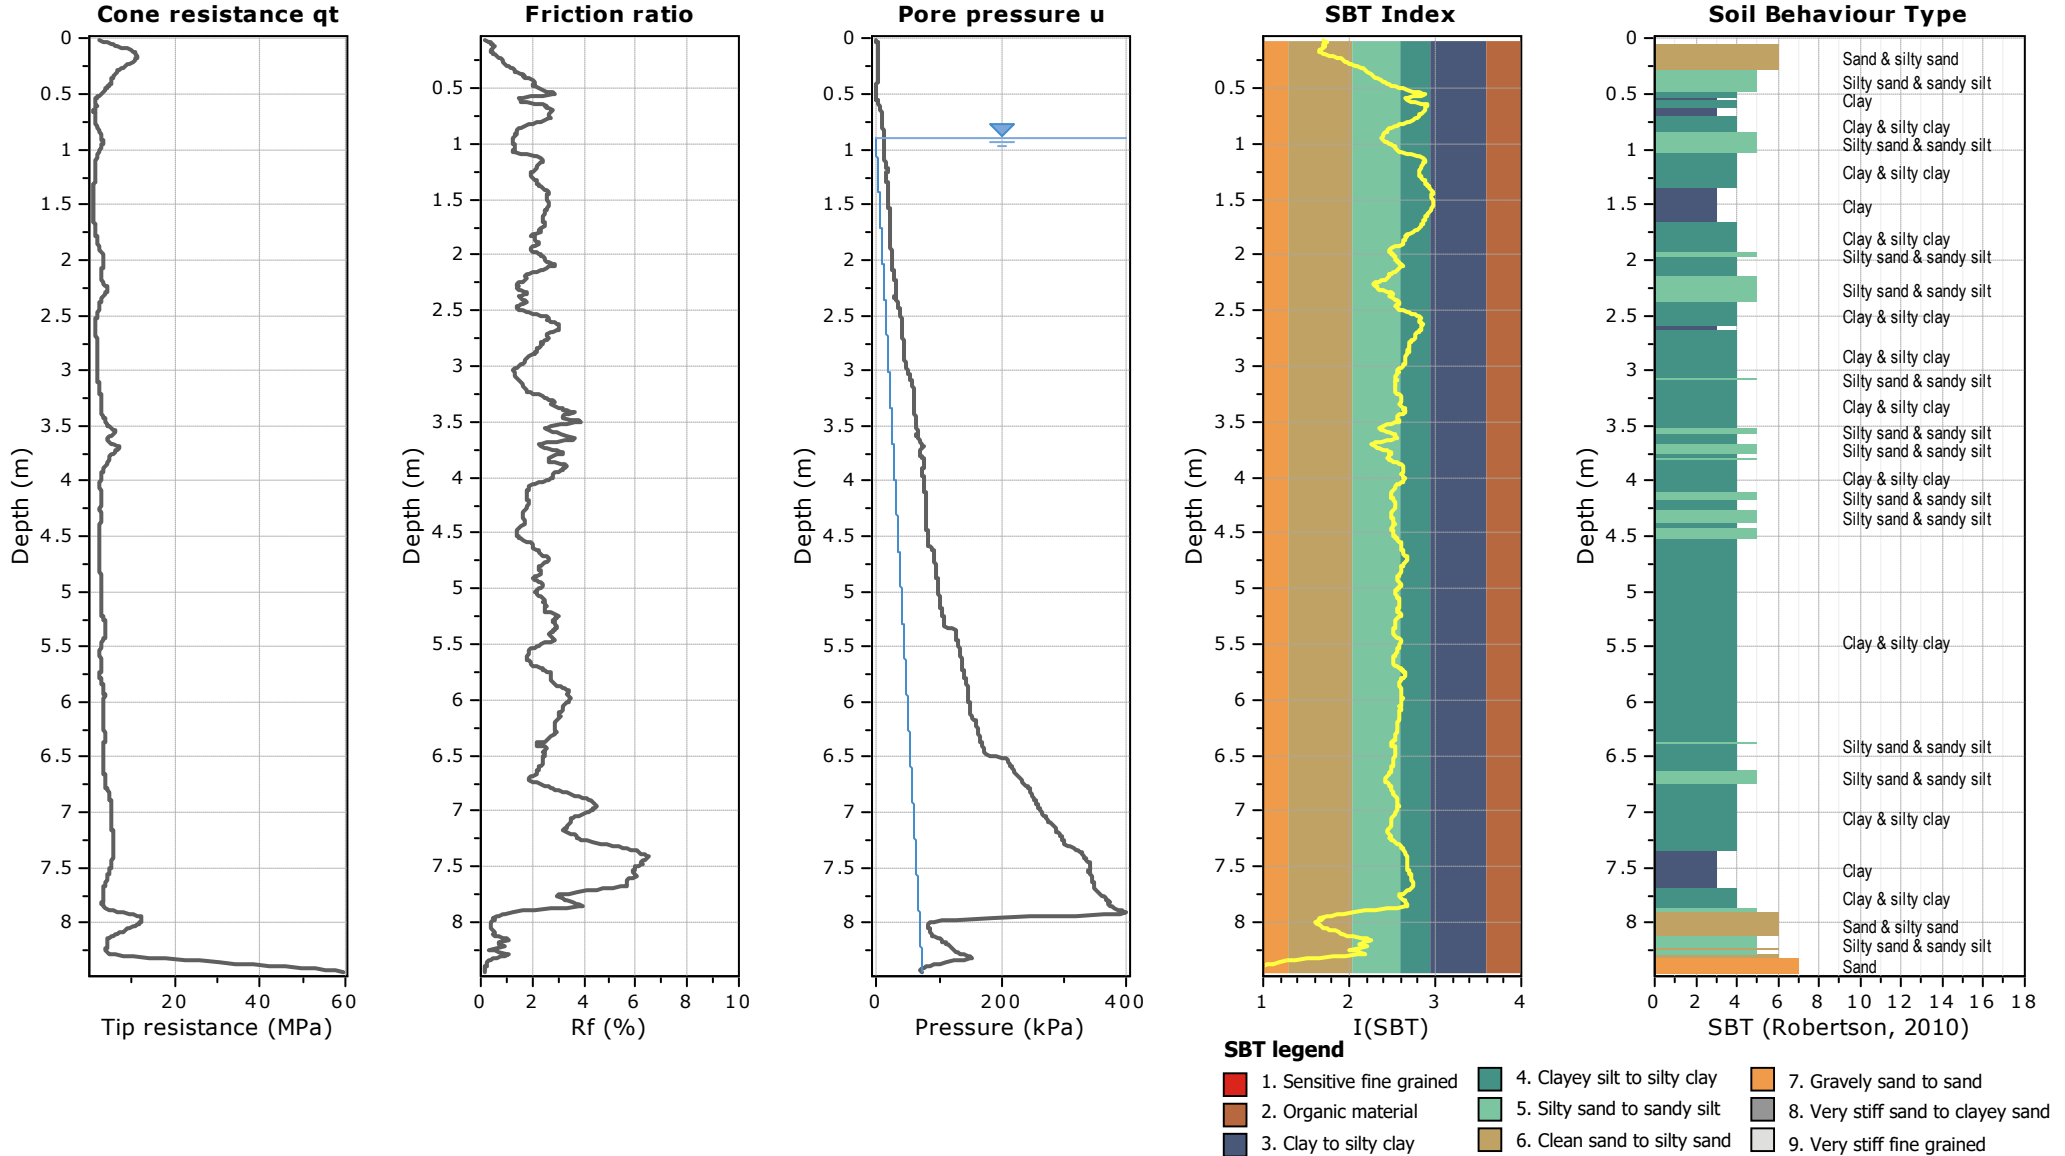 Cone resistance qt
0
0.5
1
1.5
2
2.5
3
3.5
4
4.5
5
5.5
6
6.5
7
7.5
8
Depth (m)
20 40 60
Tip resistance (MPa)
Friction ratio
0.5
1
1.5
2
2.5
3
3.5
4
4.5
5
5.5
6
6.5
7
7.5
8
Depth (m)
0 2 4 6 8 10
Rf (%)
Pore pressure u
0
0.5
1
1.5
2
2.5
3
3.5
4
4.5
5
5.5
6
6.5
7
7.5
8
Depth (m)
0 200 400
Pressure (kPa)
SBT Index
0.5
1
1.5
2
2.5
3
3.5
4
4.5
5
5.5
6
6.5
7
7.5
8
Depth (m)
1 2 3 4
I(SBT)
Soil Behaviour Type
0
0.5
1
1.5
2
2.5
3
3.5
4
4.5
5
5.5
6
6.5
7
7.5
8
Depth (m)
Sand & silty sand
Silty sand & sandy silt
Clay
Clay & silty clay
Silty sand & sandy silt
Clay & silty clay
Clay
Clay & silty clay
Silty sand & sandy silt
Silty sand & sandy silt
Clay & silty clay
Clay & silty clay
Silty sand & sandy silt
Clay & silty clay
Silty sand & sandy silt
Silty sand & sandy silt
Clay & silty clay
Silty sand & sandy silt
Silty sand & sandy silt
Clay & silty clay
Silty sand & sandy silt
Silty sand & sandy silt
Clay & silty clay
Clay
Clay & silty clay
Sand & silty sand
Silty sand & sandy silt
Sand
0 2 4 6 8 10 12 14 16 18
SBT (Robertson, 2010)
SBT legend
1. Sensitive fine grained
2. Organic material
3. Clay to silty clay
4. Clayey silt to silty clay
5. Silty sand to sandy silt
6. Clean sand to silty sand
7. Gravely sand to sand
8. Very stiff sand to clayey sand
9. Very stiff fine grained